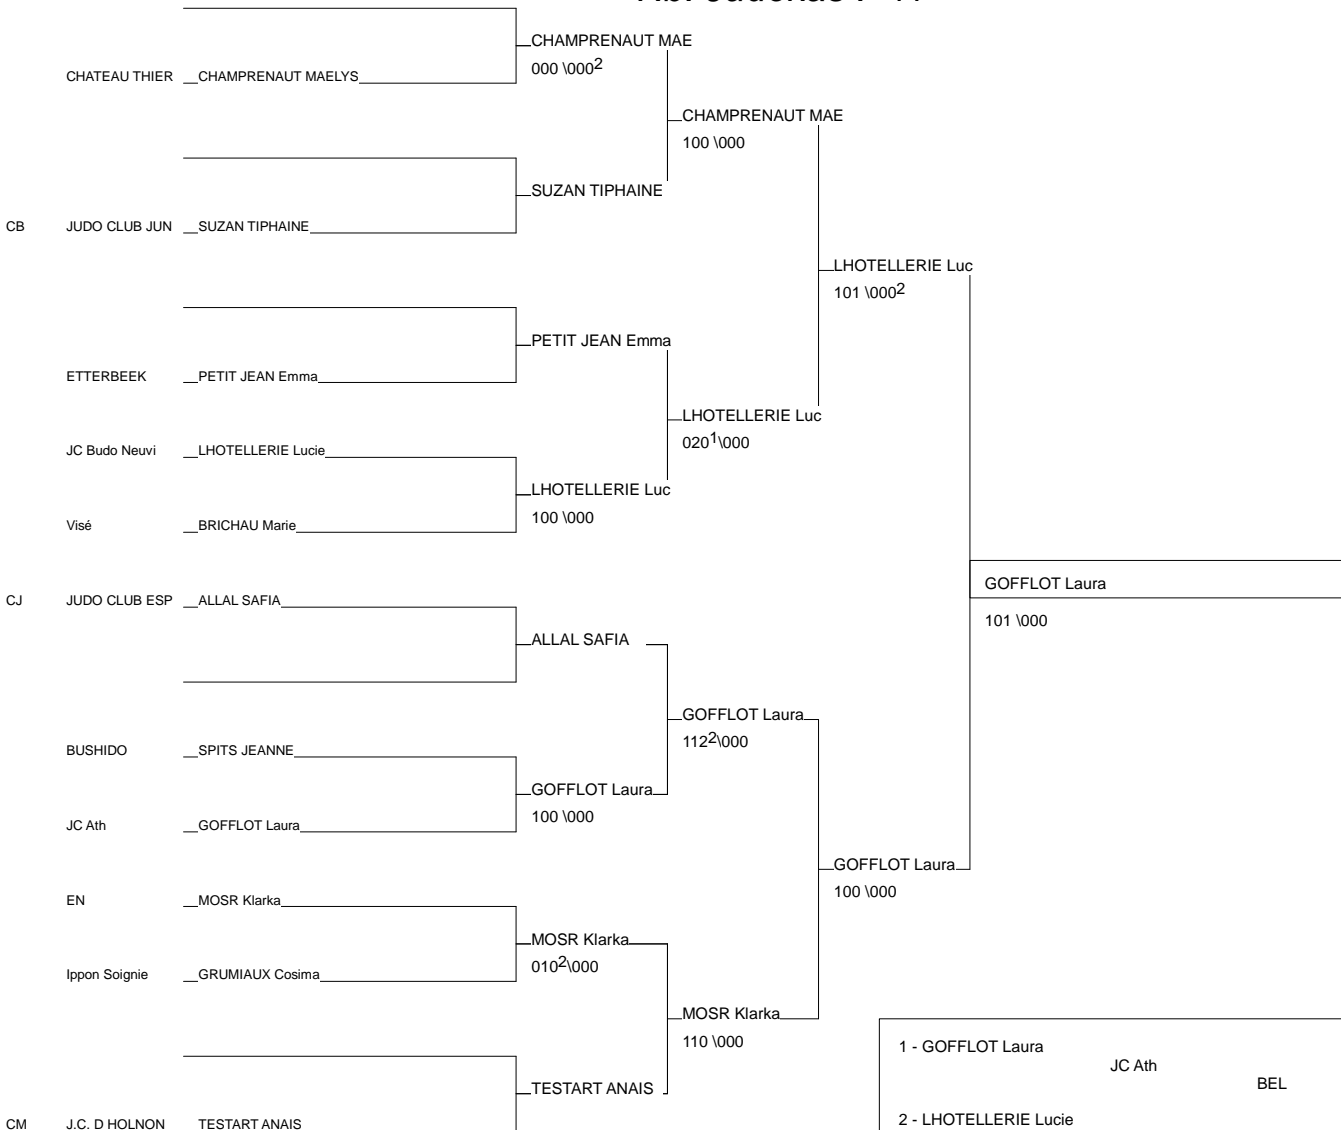 CHAMPRENAUT MAE
000 \000²
CHATEAU THIER CHAMPRENAUT MAELYS
CHAMPRENAUT MAE
100 \000
SUZAN TIPHAINE
CB JUDO CLUB JUN SUZAN TIPHAINE
LHOTELLERIE Luc
101 \000²
PETIT JEAN Emma
ETTERBEEK PETIT JEAN Emma
LHOTELLERIE Luc
020¹\000
JC Budo Neuvi LHOTELLERIE Lucie
LHOTELLERIE Luc
100 \000
Visé BRICHAU Marie
GOFFLOT Laura
101 \000
CJ JUDO CLUB ESP ALLAL SAFIA
ALLAL SAFIA
GOFFLOT Laura
112²\000
BUSHIDO SPITS JEANNE
GOFFLOT Laura
100 \000
JC Ath GOFFLOT Laura
GOFFLOT Laura
100 \000
EN MOSR Klarka
MOSR Klarka
010²\000
Ippon Soignie GRUMIAUX Cosima
MOSR Klarka
110 \000
TESTART ANAIS
CM J.C. D HOLNON TESTART ANAIS
1 - GOFFLOT Laura
JC Ath
BEL
2 - LHOTELLERIE Lucie